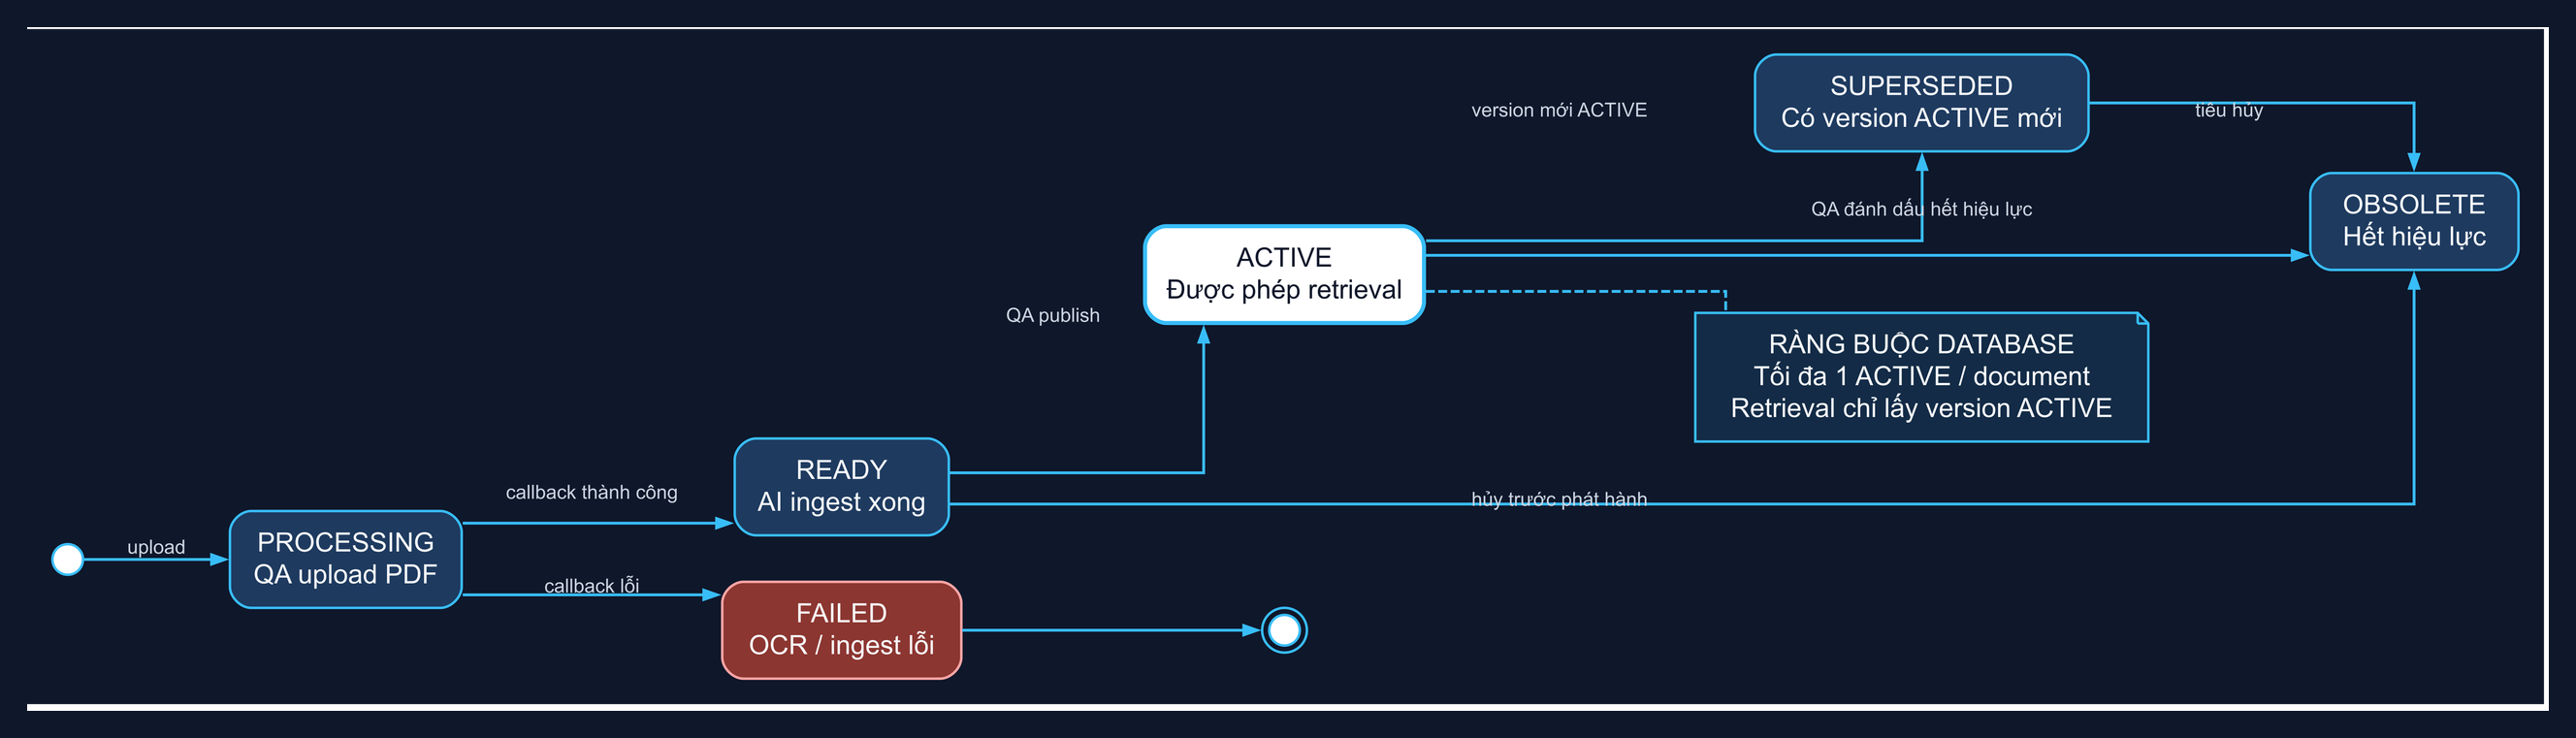 upload
PROCESSING
QA upload PDF
callback thành công
callback lỗi
READY
AI ingest xong
FAILED
OCR / ingest lỗi
QA publish
ACTIVE
Được phép retrieval
version mới ACTIVE
SUPERSEDED
Có version ACTIVE mới
QA đánh dấu hết hiệu lực
tiêu hủy
OBSOLETE
Hết hiệu lực
RÀNG BUỘC DATABASE
Tối đa 1 ACTIVE / document
Retrieval chỉ lấy version ACTIVE
hủy trước phát hành